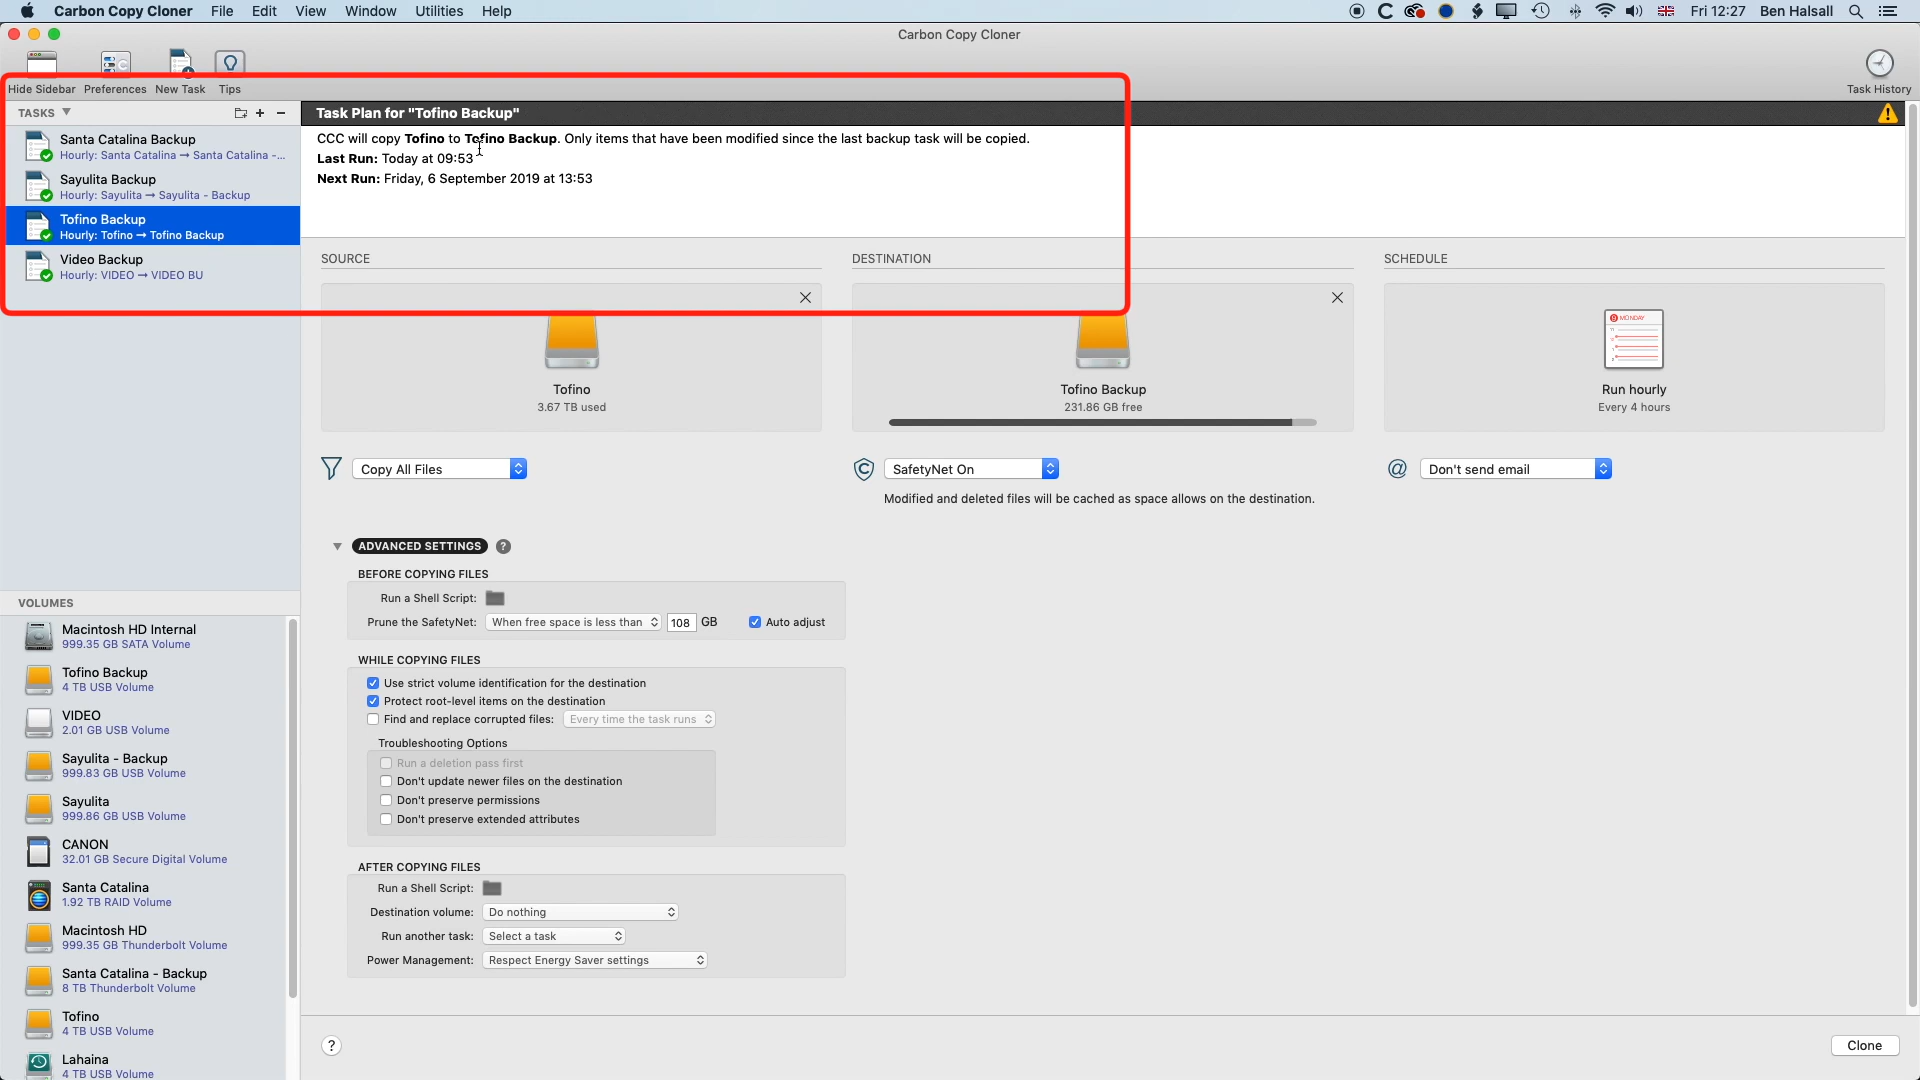 Carbon Copy Cloner File Edit View Window Utilities Help
Fri 12:27 Ben Halsall
Carbon Copy Cloner
Hide Sidebar Preferences New Task Tips
Task History
TASKS
Santa Catalina Backup
Hourly: Santa Catalina → Santa Catalina -...
Sayulita Backup
Hourly: Sayulita → Sayulita - Backup
Tofino Backup
Hourly: Tofino → Tofino Backup
Video Backup
Hourly: VIDEO → VIDEO BU
Task Plan for "Tofino Backup"
CCC will copy Tofino to Tofino Backup. Only items that have been modified since the last backup task will be copied.
Last Run: Today at 09:53
Next Run: Friday, 6 September 2019 at 13:53
SOURCE
Tofino
3.67 TB used
Copy All Files
DESTINATION
Tofino Backup
231.86 GB free
SafetyNet On
Modified and deleted files will be cached as space allows on the destination.
SCHEDULE
MONDAY
Run hourly
Every 4 hours
@ Don't send email
ADVANCED SETTINGS ?
BEFORE COPYING FILES
Run a Shell Script:
Prune the SafetyNet: When free space is less than 108 GB Auto adjust
WHILE COPYING FILES
Use strict volume identification for the destination
Protect root-level items on the destination
Find and replace corrupted files: Every time the task runs
Troubleshooting Options
Run a deletion pass first
Don't update newer files on the destination
Don't preserve permissions
Don't preserve extended attributes
AFTER COPYING FILES
Run a Shell Script:
Destination volume: Do nothing
Run another task: Select a task
Power Management: Respect Energy Saver settings
VOLUMES
Macintosh HD Internal
999.35 GB SATA Volume
Tofino Backup
4 TB USB Volume
VIDEO
2.01 GB USB Volume
Sayulita - Backup
999.83 GB USB Volume
Sayulita
999.86 GB USB Volume
CANON
32.01 GB Secure Digital Volume
Santa Catalina
1.92 TB RAID Volume
Macintosh HD
999.35 GB Thunderbolt Volume
Santa Catalina - Backup
8 TB Thunderbolt Volume
Tofino
4 TB USB Volume
Lahaina
4 TB USB Volume
?
Clone